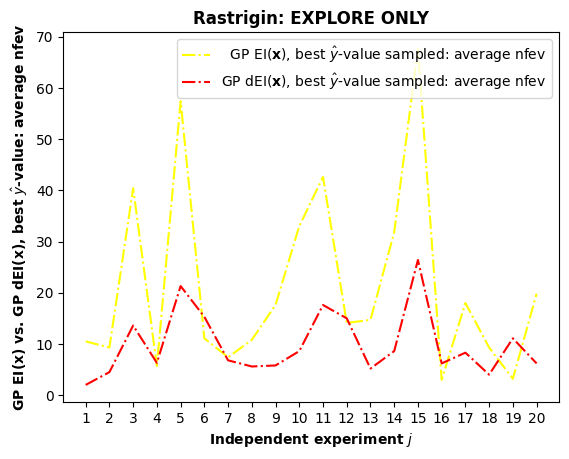 Rastrigin: EXPLORE ONLY
GP EI(x), best ŷ-value sampled: average nfev
GP dEI(x), best ŷ-value sampled: average nfev
GP EI(x) vs. GP dEI(x), best ŷ-value: average nfev
70
60
50
40
30
20
10
0
1 2 3 4 5 6 7 8 9 10 11 12 13 14 15 16 17 18 19 20
Independent experiment j